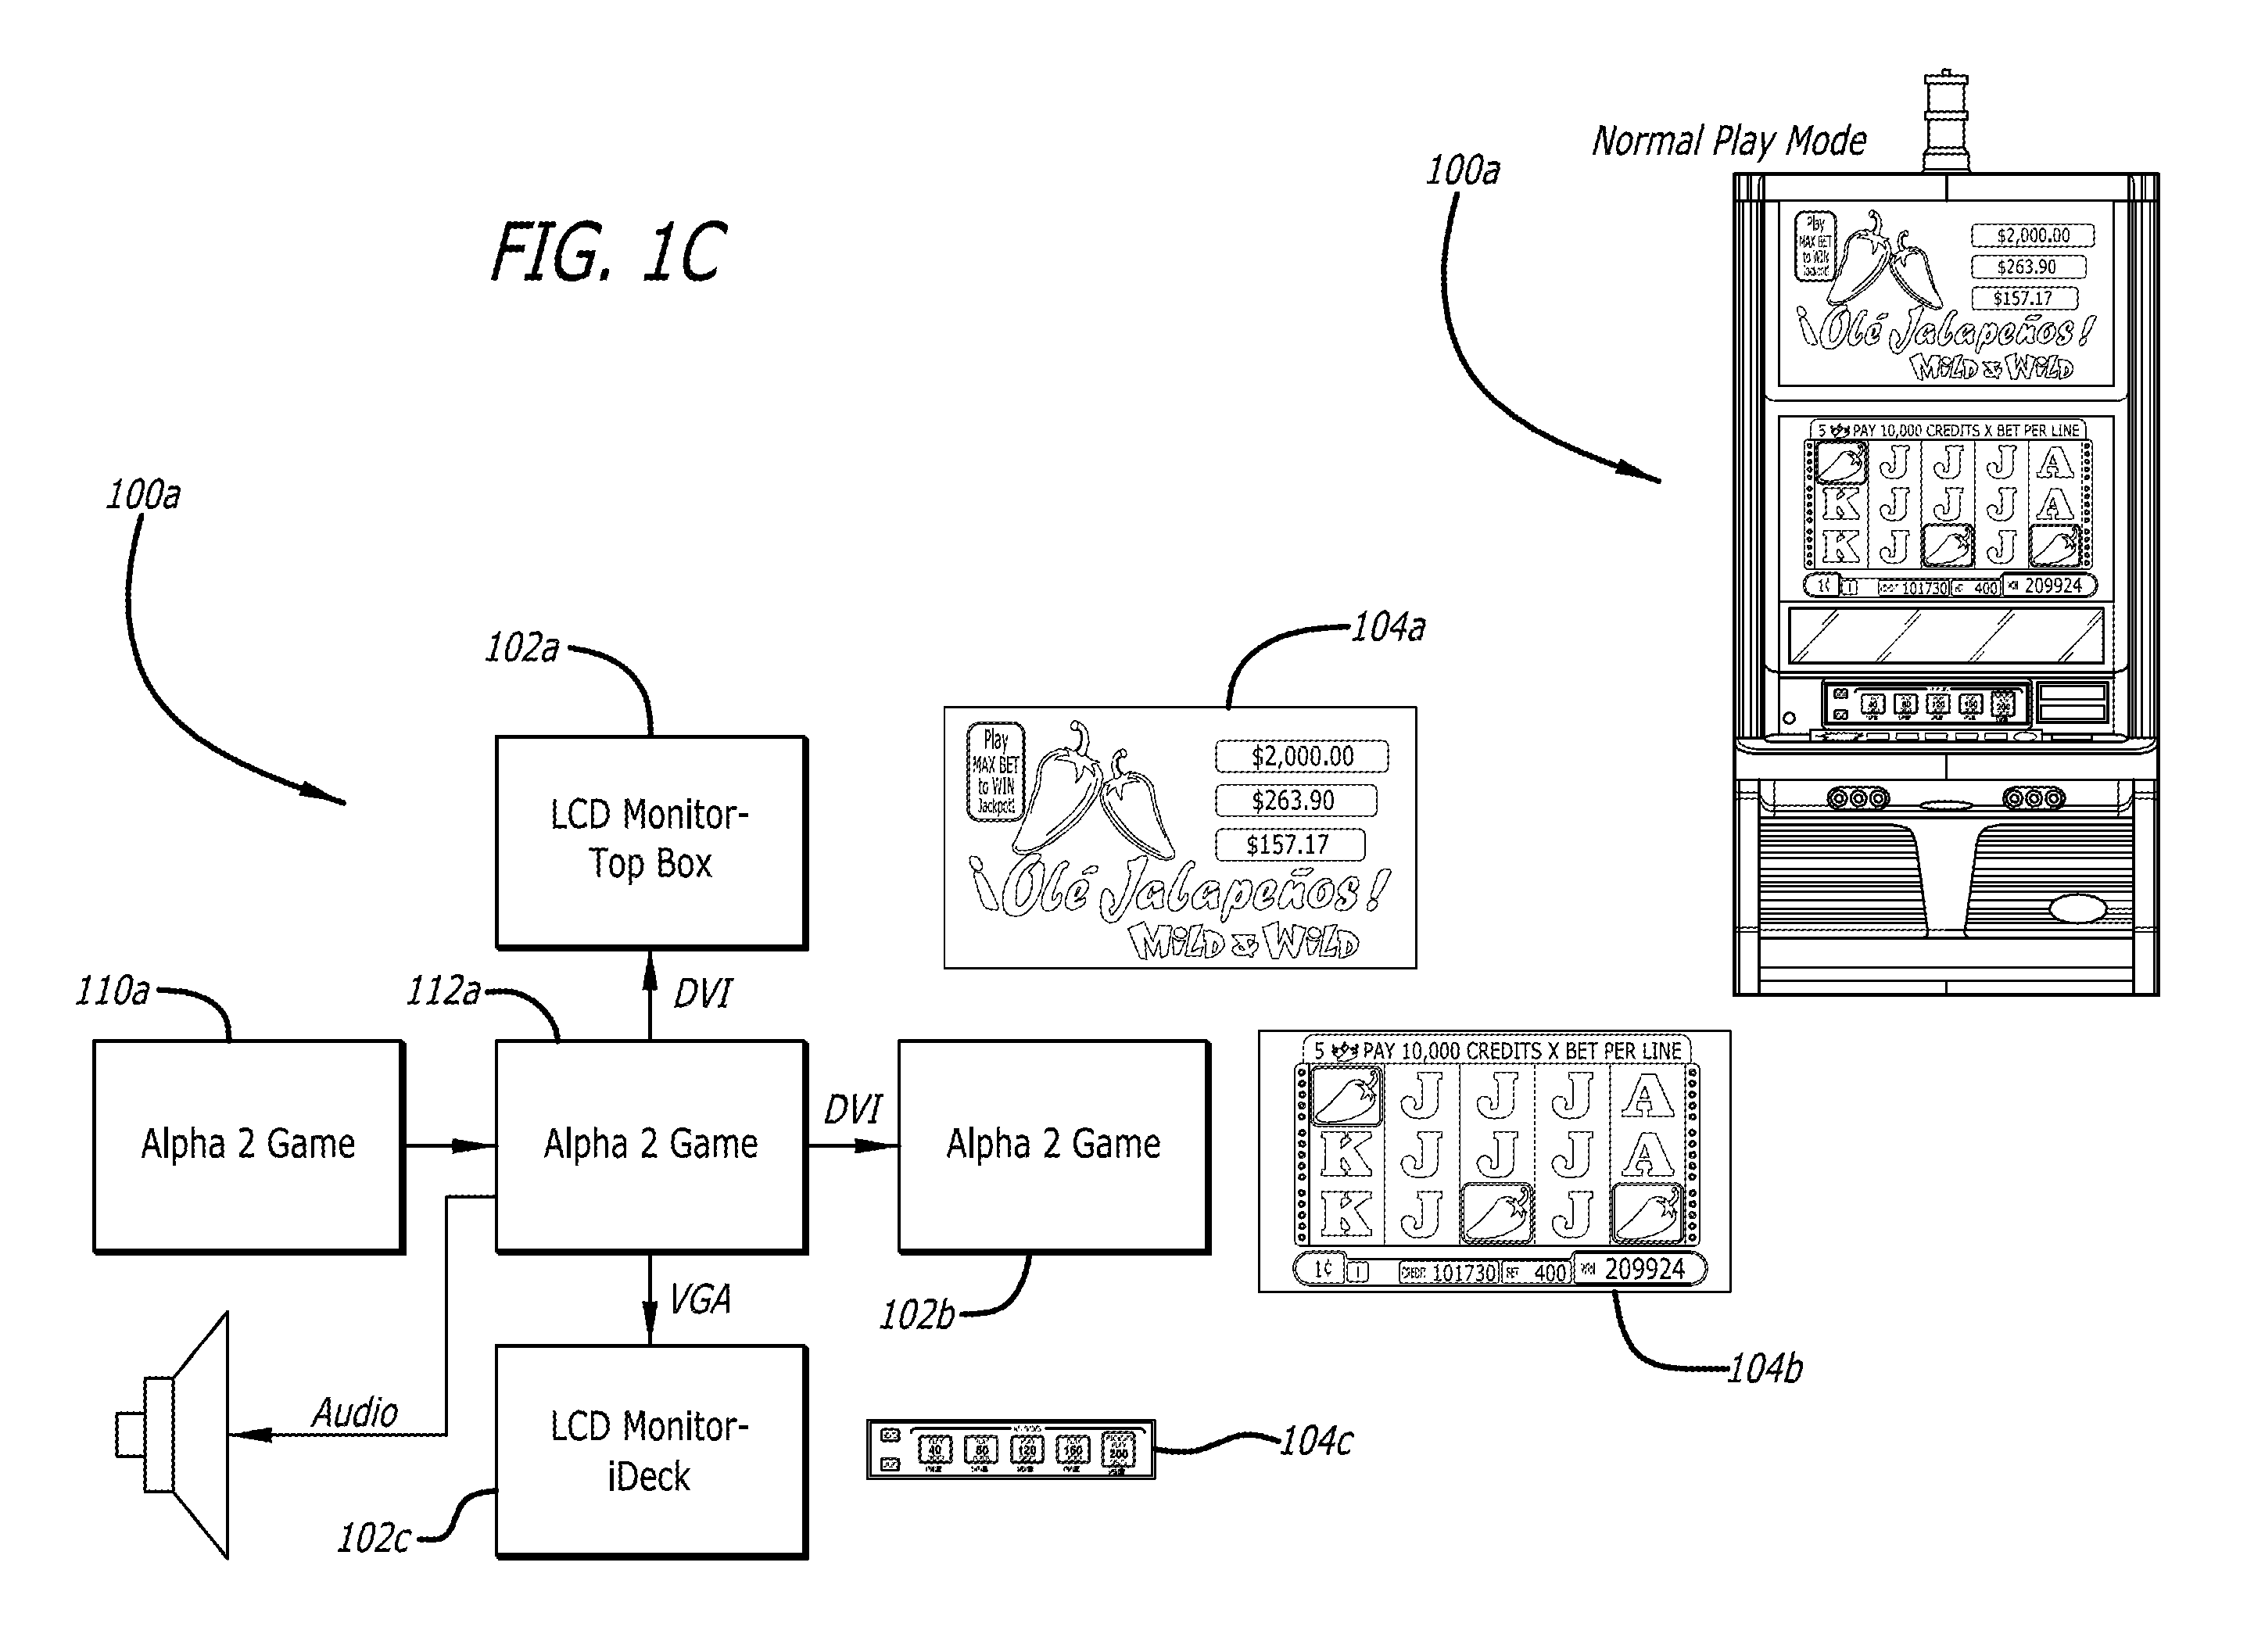 FIG. 1C
Normal Play Mode
100a
Play
MAX BET
to WIN
Jackpot!
$2,000.00
$263.90
$157.17
¡Olé Jalapeños!
MiLD & WiLD
5 PAY 10,000 CREDITS X BET PER LINE
J J J A
K J J J A
K J J
1¢ 1 101730 400 WIN 209924
100a
102a
LCD Monitor-
Top Box
104a
Play
MAX BET
to WIN
Jackpot!
$2,000.00
$263.90
$157.17
¡Olé Jalapeños!
MiLD & WiLD
110a
112a
DVI
Alpha 2 Game
Alpha 2 Game
DVI
Alpha 2 Game
102b
5 PAY 10,000 CREDITS X BET PER LINE
J J J A
K J J J A
K J J
1¢ 1 CREDIT 101730 BET 400 WIN 209924
104b
VGA
Audio
LCD Monitor-
iDeck
102c
40 80 120 160 200
104c